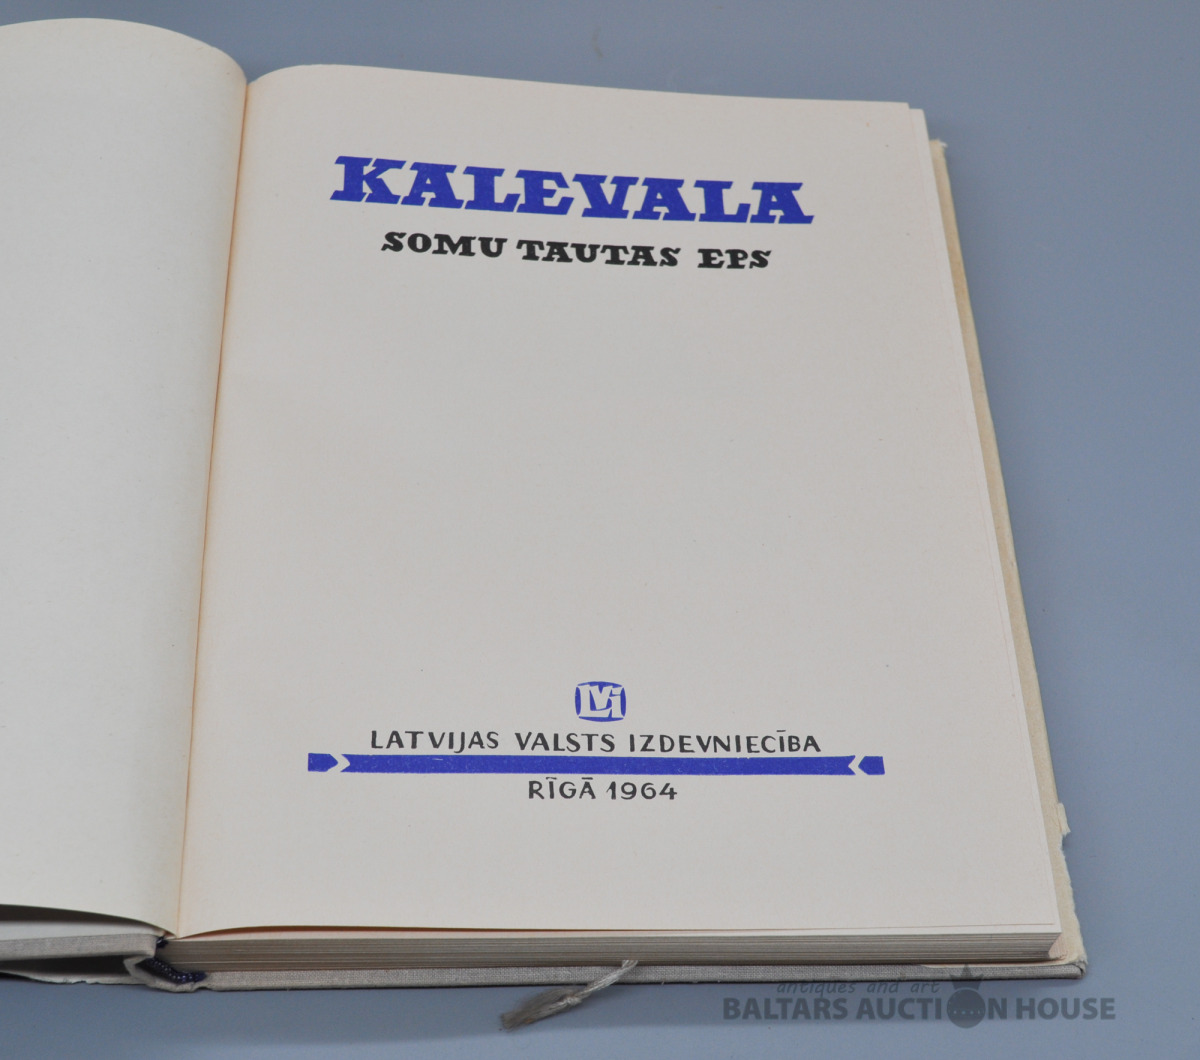 KALEVALA
SOMU TAUTAS EPS
LVI
LATVIJAS VALSTS IZDEVNIECĪBA
RĪGĀ 1964
antiques and art
BALTARS AUCTION HOUSE